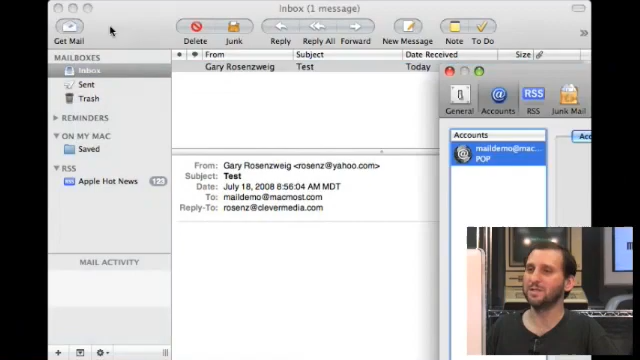 Inbox (1 message)
Get Mail
Delete
Junk
Reply
Reply All
Forward
New Message
Note
To Do
From
Subject
Date Received
Size
MAILBOXES
Inbox
Sent
Trash
REMINDERS
ON MY MAC
Saved
RSS
Apple Hot News 123
MAIL ACTIVITY
Gary Rosenzweig Test Today
From: Gary Rosenzweig <rosenz@yahoo.com>
Subject: Test
Date: July 18, 2008 8:56:04 AM MDT
To: maildemo@macmost.com
Reply-To: rosenz@clevermedia.com
RSS
General
Accounts
RSS
Junk Mail
Accounts
maildemo@mac...
POP